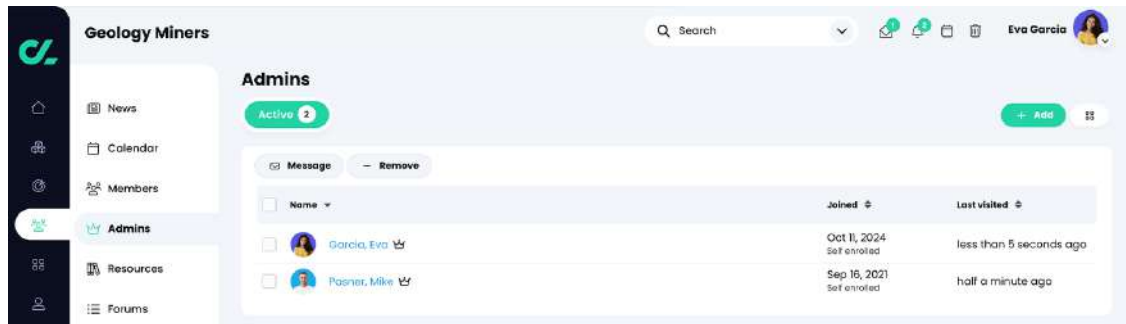 Geology Miners
Search
1
2
Eva Garcia
News
Calendar
Members
Admins
Resources
Forums
Admins
Active 2
+ Add
Message
− Remove
Name
Joined
Last visited
Garcia, Eva
Oct 11, 2024
Self enrolled
less than 5 seconds ago
Posner, Mike
Sep 16, 2021
Self enrolled
half a minute ago